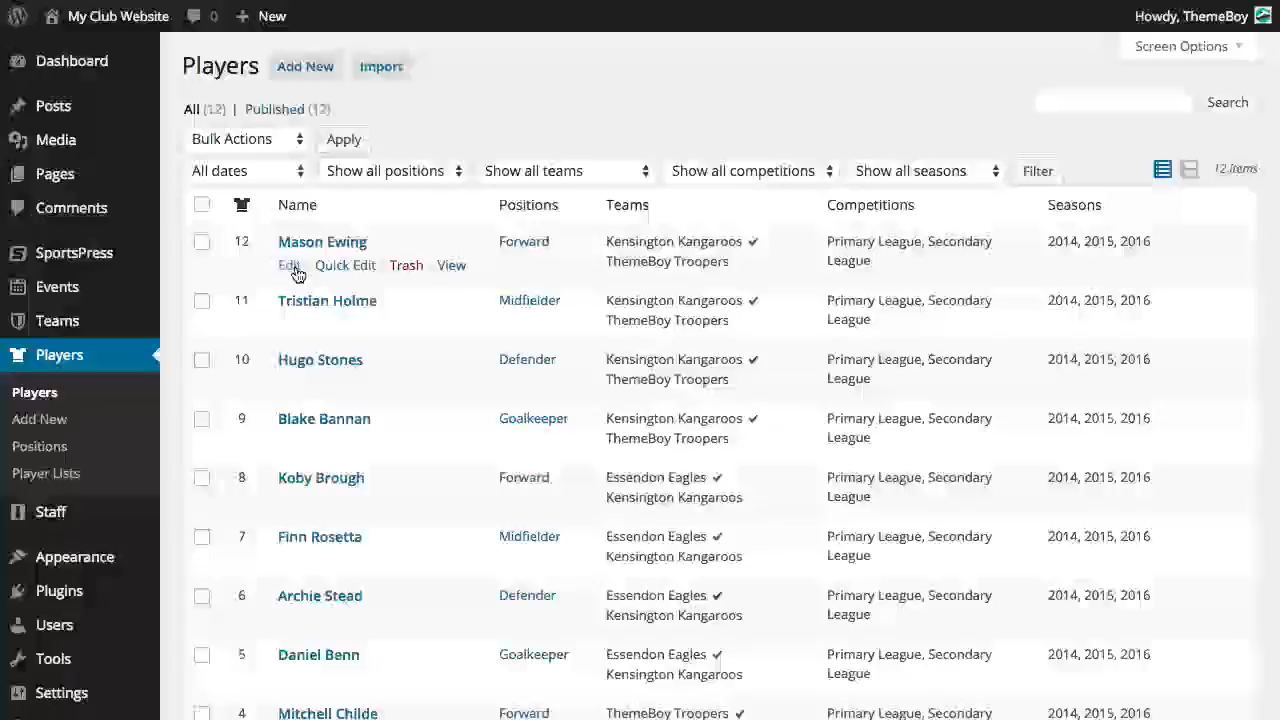 My Club Website 0 New Howdy, ThemeBoy
Screen Options
Dashboard
Posts
Media
Pages
Comments
SportsPress
Events
Teams
Players
Players
Add New
Positions
Player Lists
Staff
Appearance
Plugins
Users
Tools
Settings
Players Add New Import
All (12) | Published (12)
Search
Bulk Actions Apply
All dates Show all positions Show all teams Show all competitions Show all seasons Filter 12 items
Name Positions Teams Competitions Seasons
12 Mason Ewing Forward Kensington Kangaroos ✔ Primary League, Secondary 2014, 2015, 2016
Edit Quick Edit Trash View ThemeBoy Troopers League
11 Tristian Holme Midfielder Kensington Kangaroos ✔ Primary League, Secondary 2014, 2015, 2016
ThemeBoy Troopers League
10 Hugo Stones Defender Kensington Kangaroos ✔ Primary League, Secondary 2014, 2015, 2016
ThemeBoy Troopers League
9 Blake Bannan Goalkeeper Kensington Kangaroos ✔ Primary League, Secondary 2014, 2015, 2016
ThemeBoy Troopers League
8 Koby Brough Forward Essendon Eagles ✔ Primary League, Secondary 2014, 2015, 2016
Kensington Kangaroos League
7 Finn Rosetta Midfielder Essendon Eagles ✔ Primary League, Secondary 2014, 2015, 2016
Kensington Kangaroos League
6 Archie Stead Defender Essendon Eagles ✔ Primary League, Secondary 2014, 2015, 2016
Kensington Kangaroos League
5 Daniel Benn Goalkeeper Essendon Eagles ✔ Primary League, Secondary 2014, 2015, 2016
Kensington Kangaroos League
4 Mitchell Childe Forward ThemeBoy Troopers ✔ Primary League, Secondary 2014, 2015, 2016